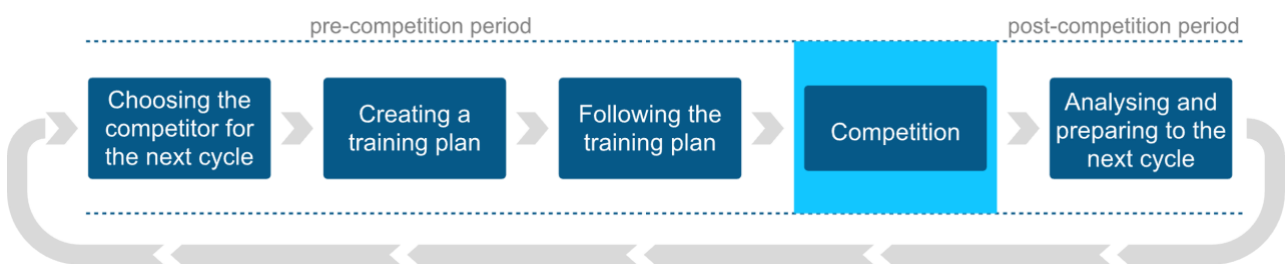 pre-competition period
post-competition period
Choosing the
competitor for
the next cycle
Creating a
training plan
Following the
training plan
Competition
Analysing and
preparing to the
next cycle